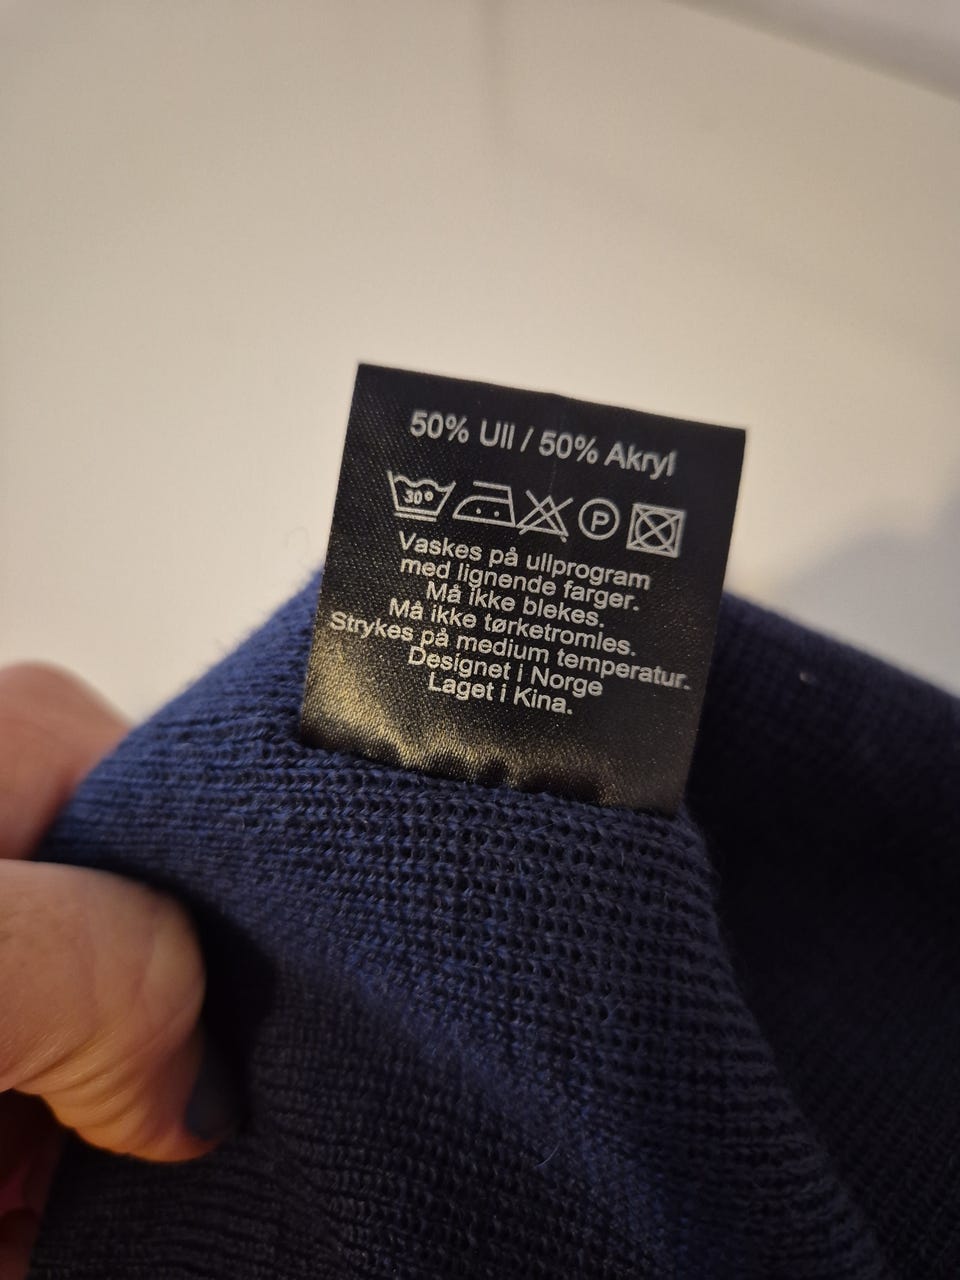 50% Ull / 50% Akryl
30° P
Vaskes på ullprogram
med lignende farger.
Må ikke blekes.
Må ikke tørketromles.
Strykes på medium temperatur.
Designet i Norge
Laget i Kina.